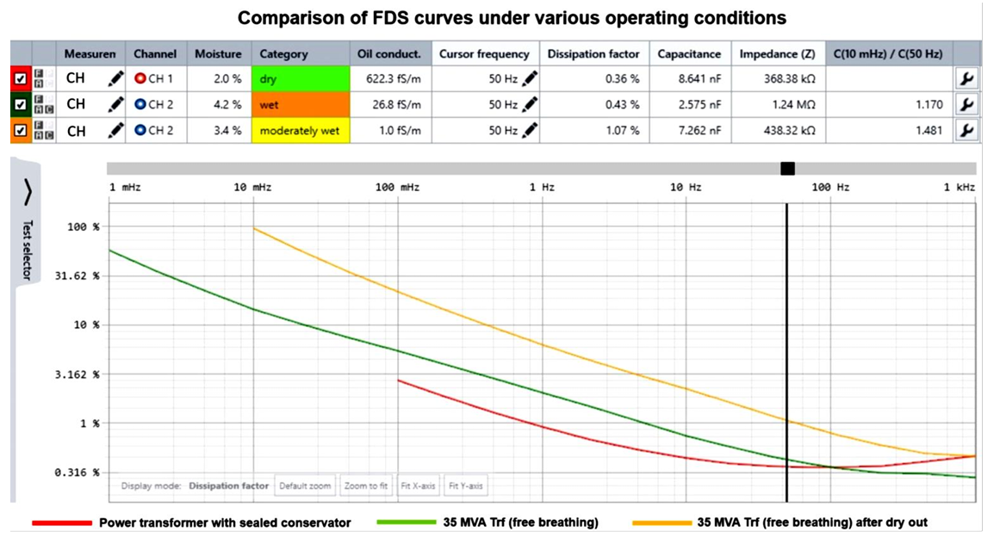 Comparison of FDS curves under various operating conditions
Measuren Channel Moisture Category Oil conduct. Cursor frequency Dissipation factor Capacitance Impedance (Z) C(10 mHz) / C(50 Hz)
CH CH 1 2.0 % dry 622.3 fS/m 50 Hz 0.36 % 8.641 nF 368.38 kΩ
CH CH 2 4.2 % wet 26.8 fS/m 50 Hz 0.43 % 2.575 nF 1.24 MΩ 1.170
CH CH 2 3.4 % moderately wet 1.0 fS/m 50 Hz 1.07 % 7.262 nF 438.32 kΩ 1.481
Test selector
1 mHz 10 mHz 100 mHz 1 Hz 10 Hz 100 Hz 1 kHz
100 %
31.62 %
10 %
3.162 %
1 %
0.316 %
Display mode: Dissipation factor Default zoom Zoom to fit Fit X-axis Fit Y-axis
Power transformer with sealed conservator 35 MVA Trf (free breathing) 35 MVA Trf (free breathing) after dry out